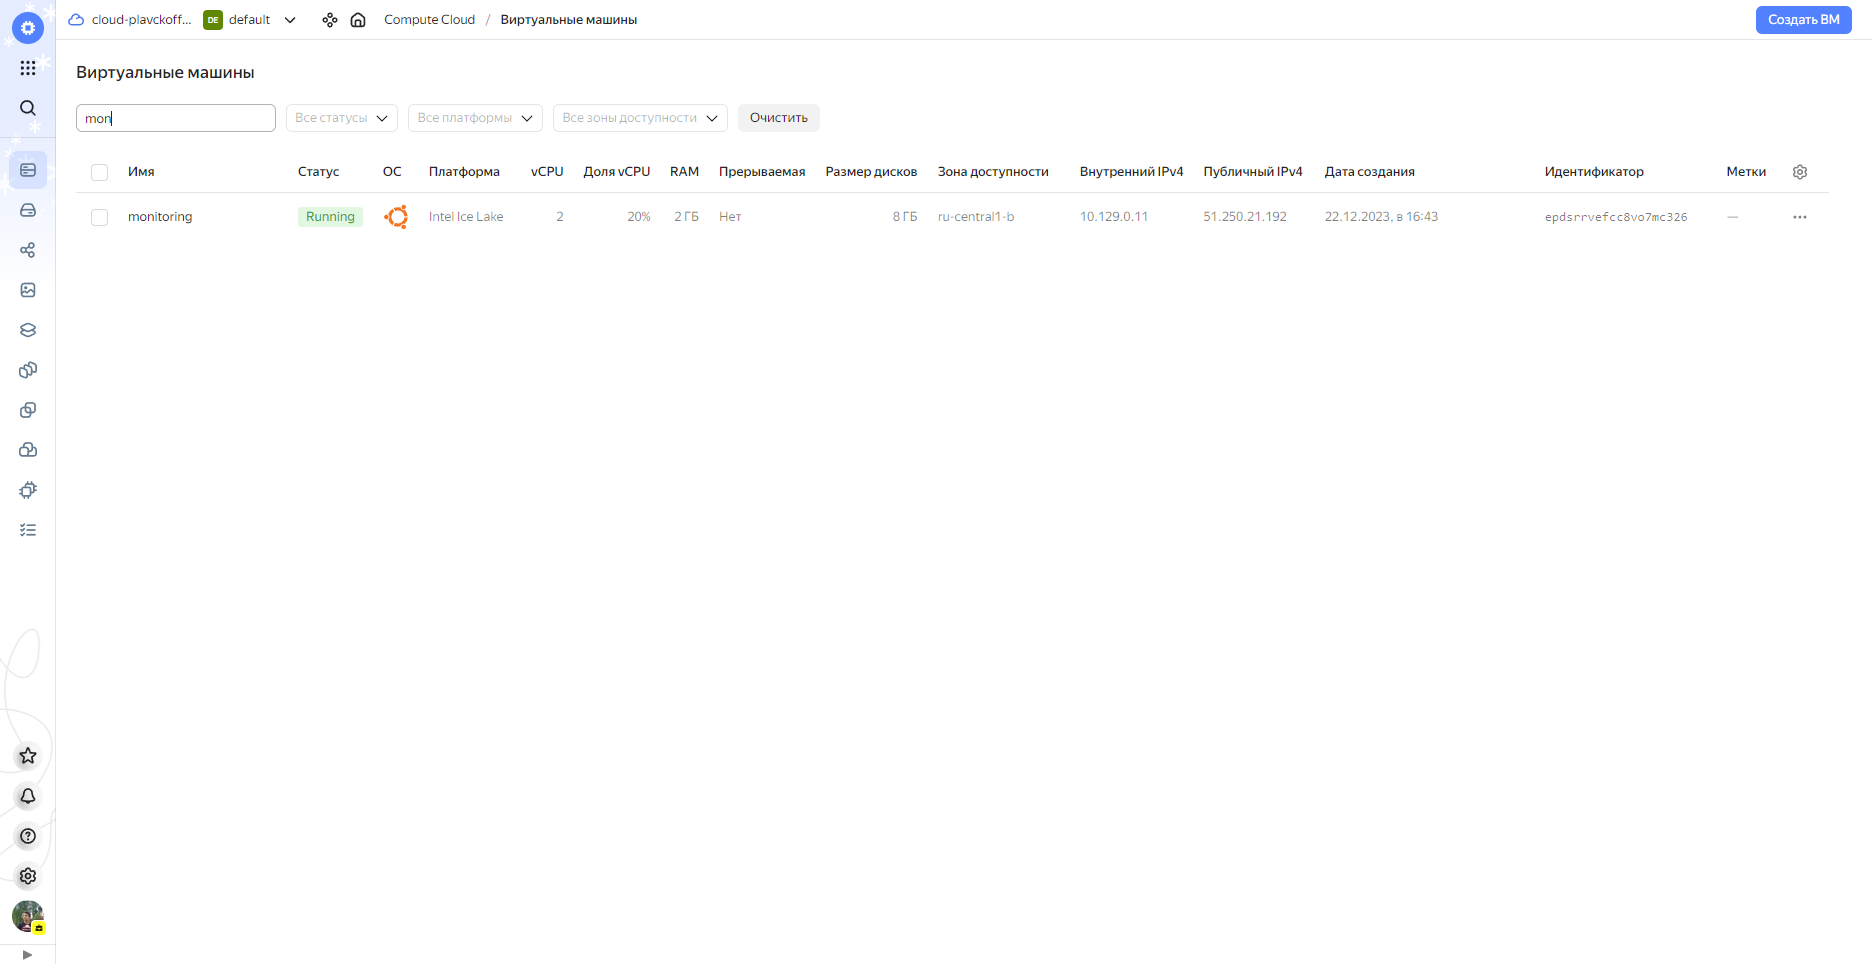 cloud-plavckoff... DE default Compute Cloud / Виртуальные машины Создать ВМ
Виртуальные машины
mon Все статусы Все платформы Все зоны доступности Очистить
Имя Статус ОС Платформа vCPU Доля vCPU RAM Прерываемая Размер дисков Зона доступности Внутренний IPv4 Публичный IPv4 Дата создания Идентификатор Метки
monitoring Running Intel Ice Lake 2 20% 2 ГБ Нет 8 ГБ ru-central1-b 10.129.0.11 51.250.21.192 22.12.2023, в 16:43 epdsrrvefcc8vo7mc326 —